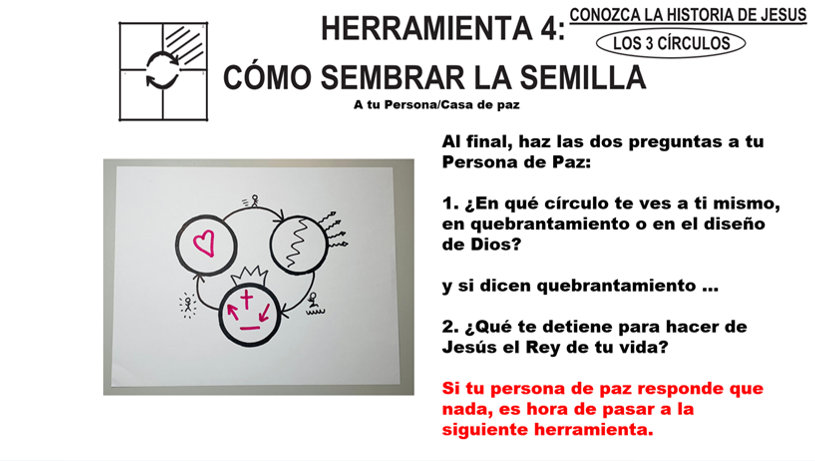 HERRAMIENTA 4:
CONOZCA LA HISTORIA DE JESUS
LOS 3 CÍRCULOS
CÓMO SEMBRAR LA SEMILLA
A tu Persona/Casa de paz
Al final, haz las dos preguntas a tu
Persona de Paz:
1. ¿En qué círculo te ves a ti mismo,
en quebrantamiento o en el diseño
de Dios?
y si dicen quebrantamiento ...
2. ¿Qué te detiene para hacer de
Jesús el Rey de tu vida?
Si tu persona de paz responde que
nada, es hora de pasar a la
siguiente herramienta.